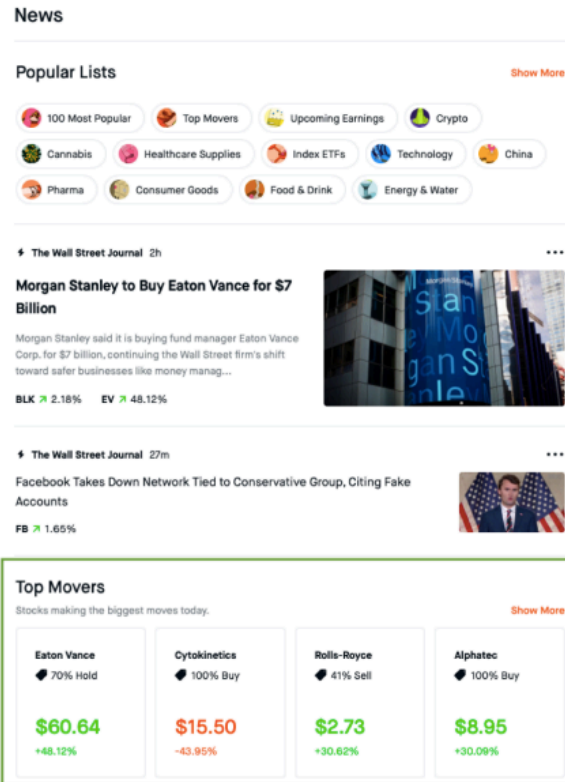 News
Popular Lists
Show More
100 Most Popular
Top Movers
Upcoming Earnings
Crypto
Cannabis
Healthcare Supplies
Index ETFs
Technology
China
Pharma
Consumer Goods
Food & Drink
Energy & Water
The Wall Street Journal 2h
Morgan Stanley to Buy Eaton Vance for $7
Billion
Morgan Stanley said it is buying fund manager Eaton Vance
Corp. for $7 billion, continuing the Wall Street firm's shift
toward safer businesses like money manag...
BLK 2.18% EV 48.12%
Morgan Stanley
Stan
Mo
gan S
nley
The Wall Street Journal 27m
Facebook Takes Down Network Tied to Conservative Group, Citing Fake
Accounts
FB 1.65%
Top Movers
Stocks making the biggest moves today.
Show More
Eaton Vance
70% Hold
$60.64
+48.12%
Cytokinetics
100% Buy
$15.50
-43.95%
Rolls-Royce
41% Sell
$2.73
+30.62%
Alphatec
100% Buy
$8.95
+30.09%